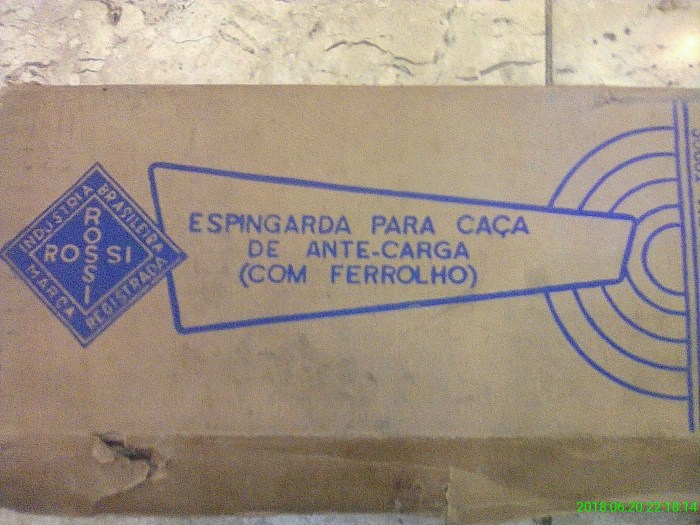 INDUSTRIA BRASILEIRA
ROSSI
ROSSI
MARCA REGISTRADA
ESPINGARDA PARA CAÇA
DE ANTE-CARGA
(COM FERROLHO)
2018.06.20 22:18:14